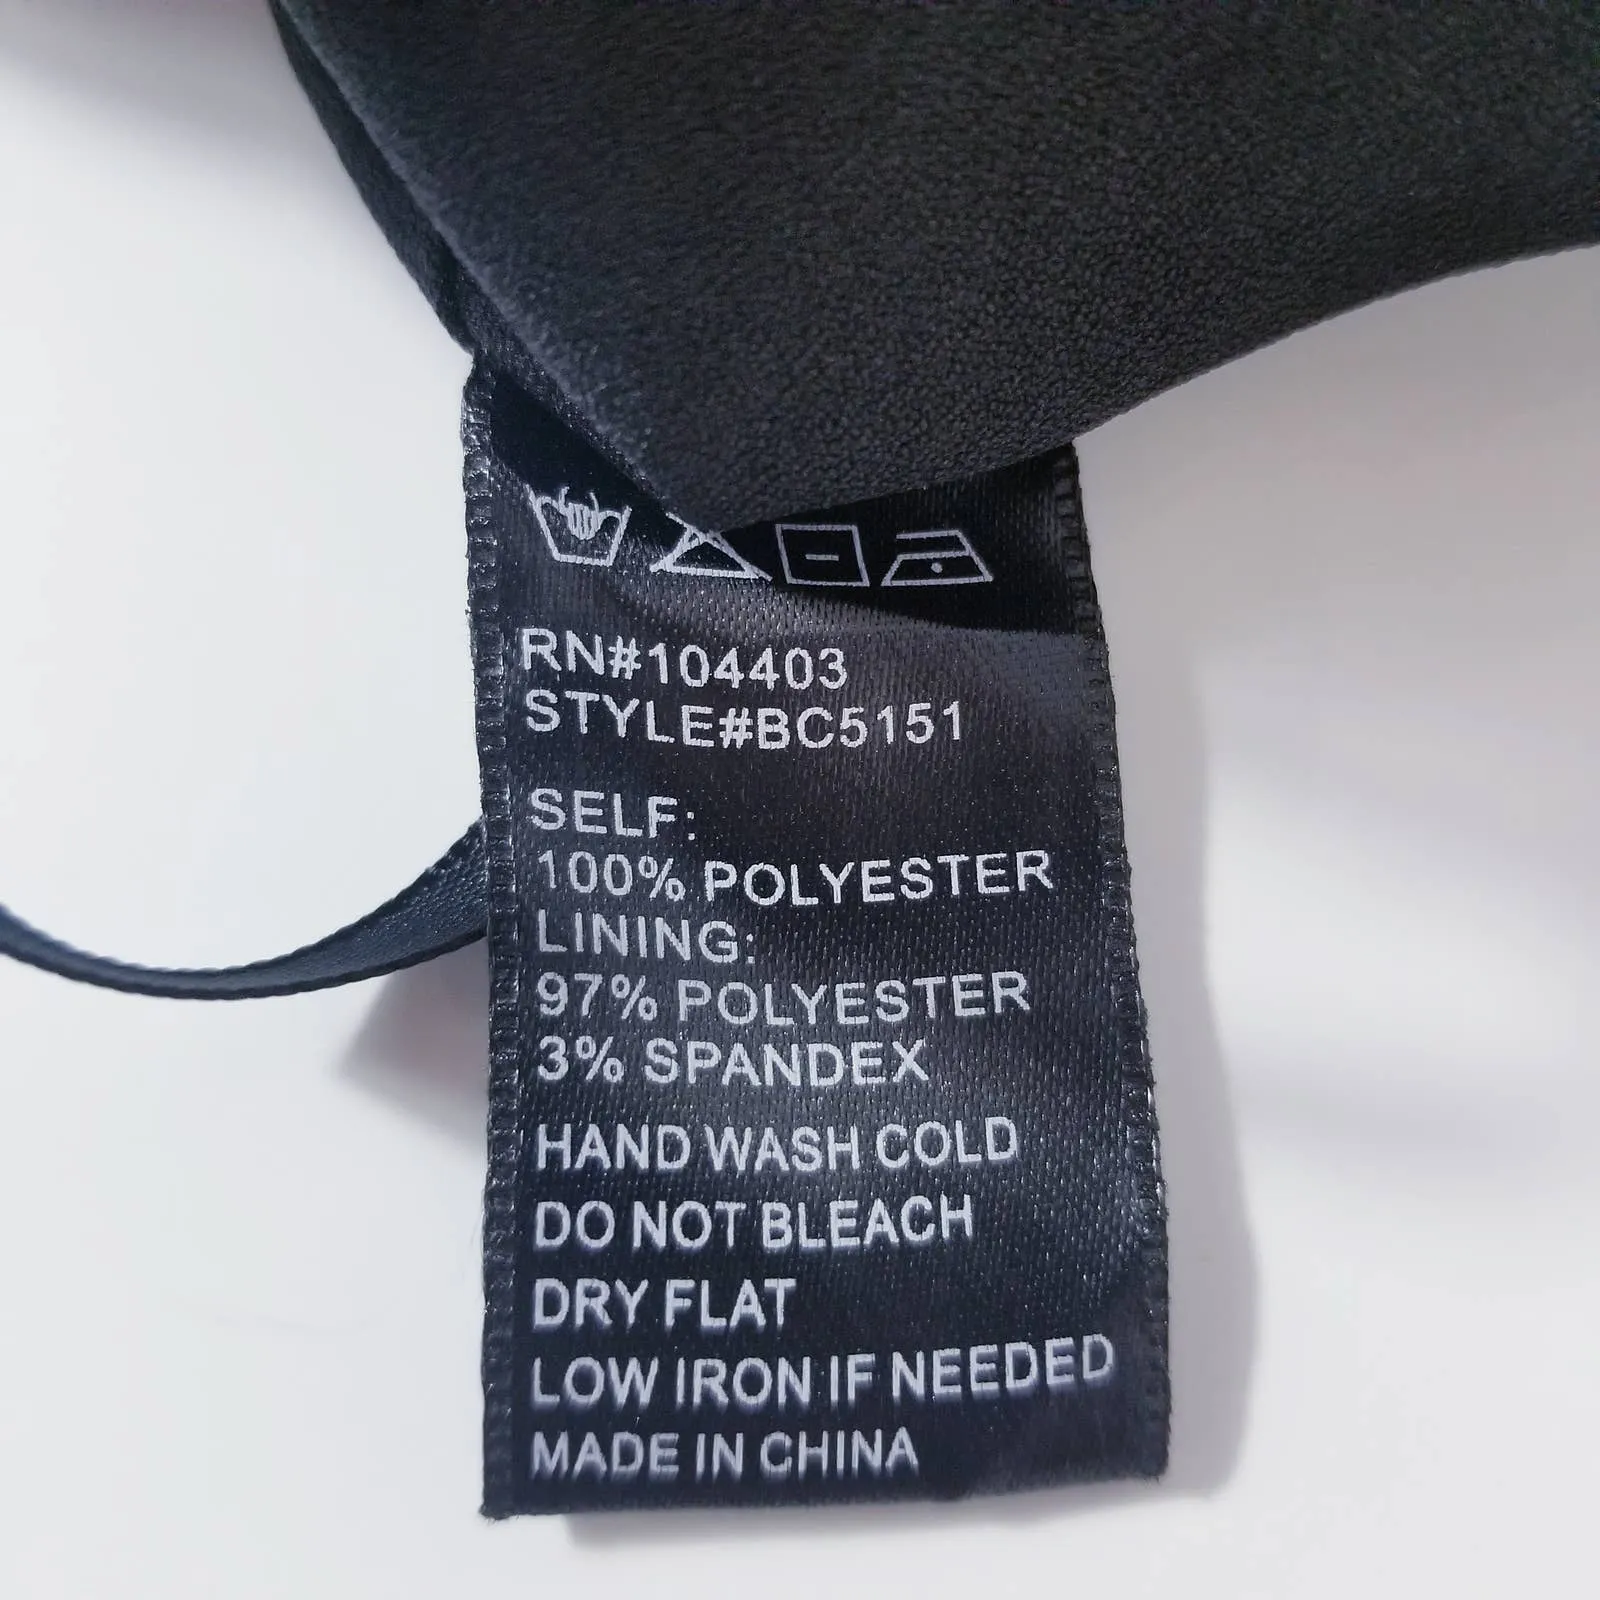 RN#104403
STYLE#BC5151
SELF:
100% POLYESTER
LINING:
97% POLYESTER
3% SPANDEX
HAND WASH COLD
DO NOT BLEACH
DRY FLAT
LOW IRON IF NEEDED
MADE IN CHINA